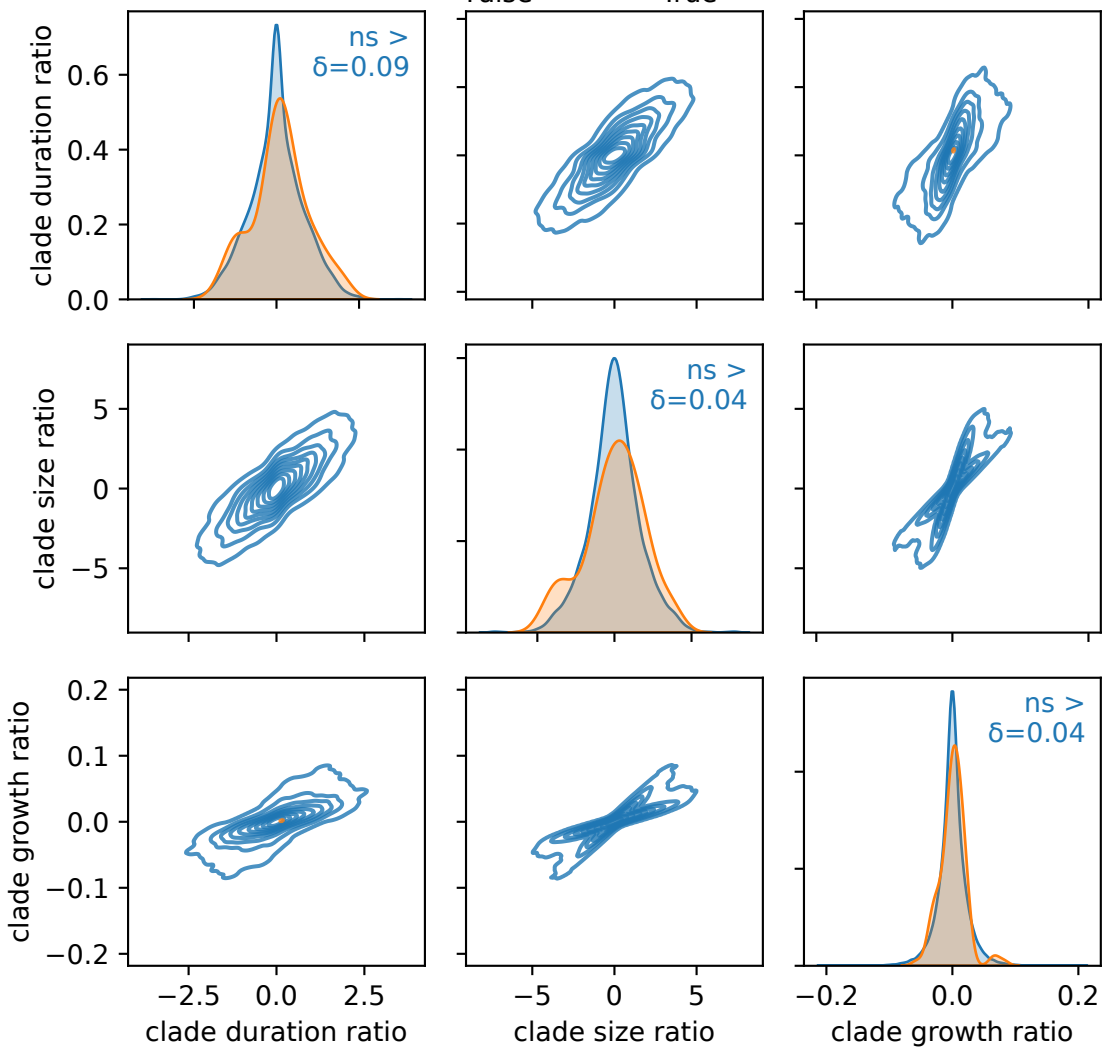 False True
clade duration ratio
0.6
0.4
0.2
0.0
ns >
δ=0.09
clade size ratio
5
0
−5
ns >
δ=0.04
clade growth ratio
0.2
0.1
0.0
−0.1
−0.2
ns >
δ=0.04
−2.5 0.0 2.5
−5 0 5
−0.2 0.0 0.2
clade duration ratio
clade size ratio
clade growth ratio